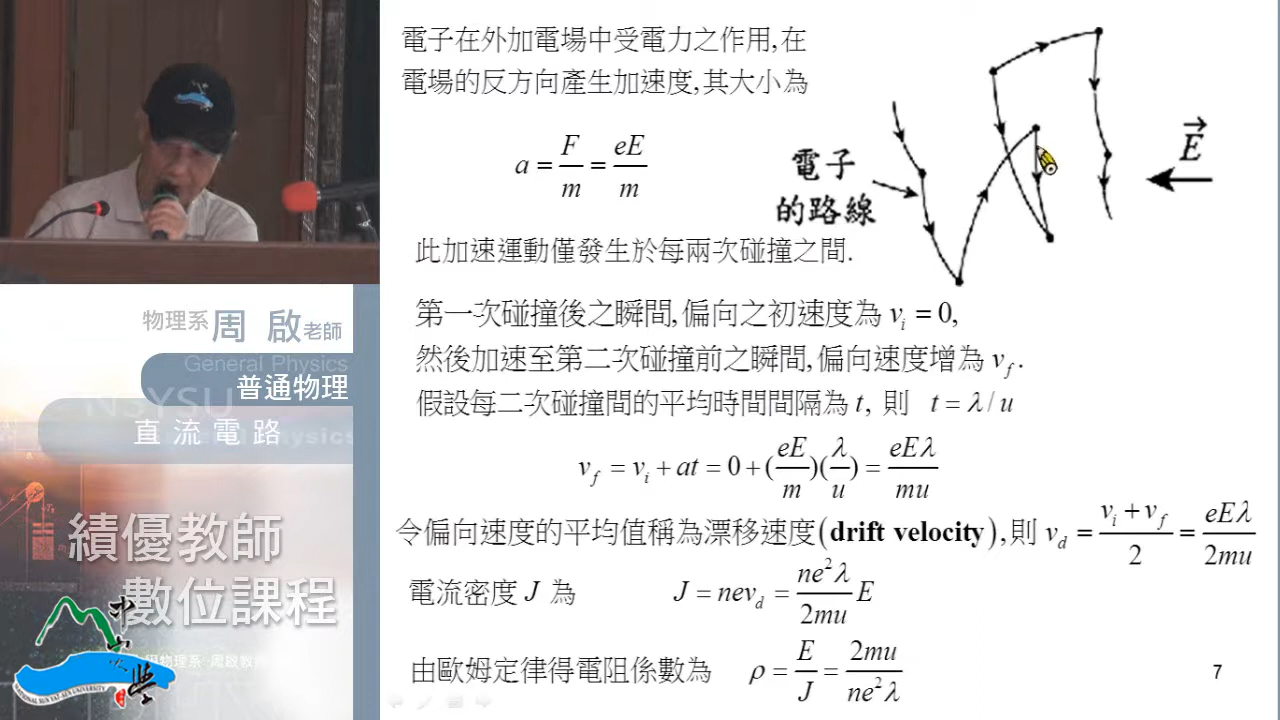 電子在外加電場中受電力之作用,在
電場的反方向產生加速度,其大小為
a = F/m = eE/m
電子
的路線
E⃗
此加速運動僅發生於每兩次碰撞之間.
第一次碰撞後之瞬間,偏向之初速度為 v_i = 0,
然後加速至第二次碰撞前之瞬間,偏向速度增為 v_f.
假設每二次碰撞間的平均時間間隔為 t, 則 t = λ / u
v_f = v_i + at = 0 + (eE/m)(λ/u) = eEλ/mu
令偏向速度的平均值稱為漂移速度(drift velocity),則 v_d = (v_i + v_f)/2 = eEλ/2mu
電流密度 J 為 J = nev_d = ne²λ/2mu E
由歐姆定律得電阻係數為 ρ = E/J = 2mu/ne²λ
7
物理系周 啟老師
General Physics
普通物理
NSYSU
直流電路
績優教師
數位課程
中山大學